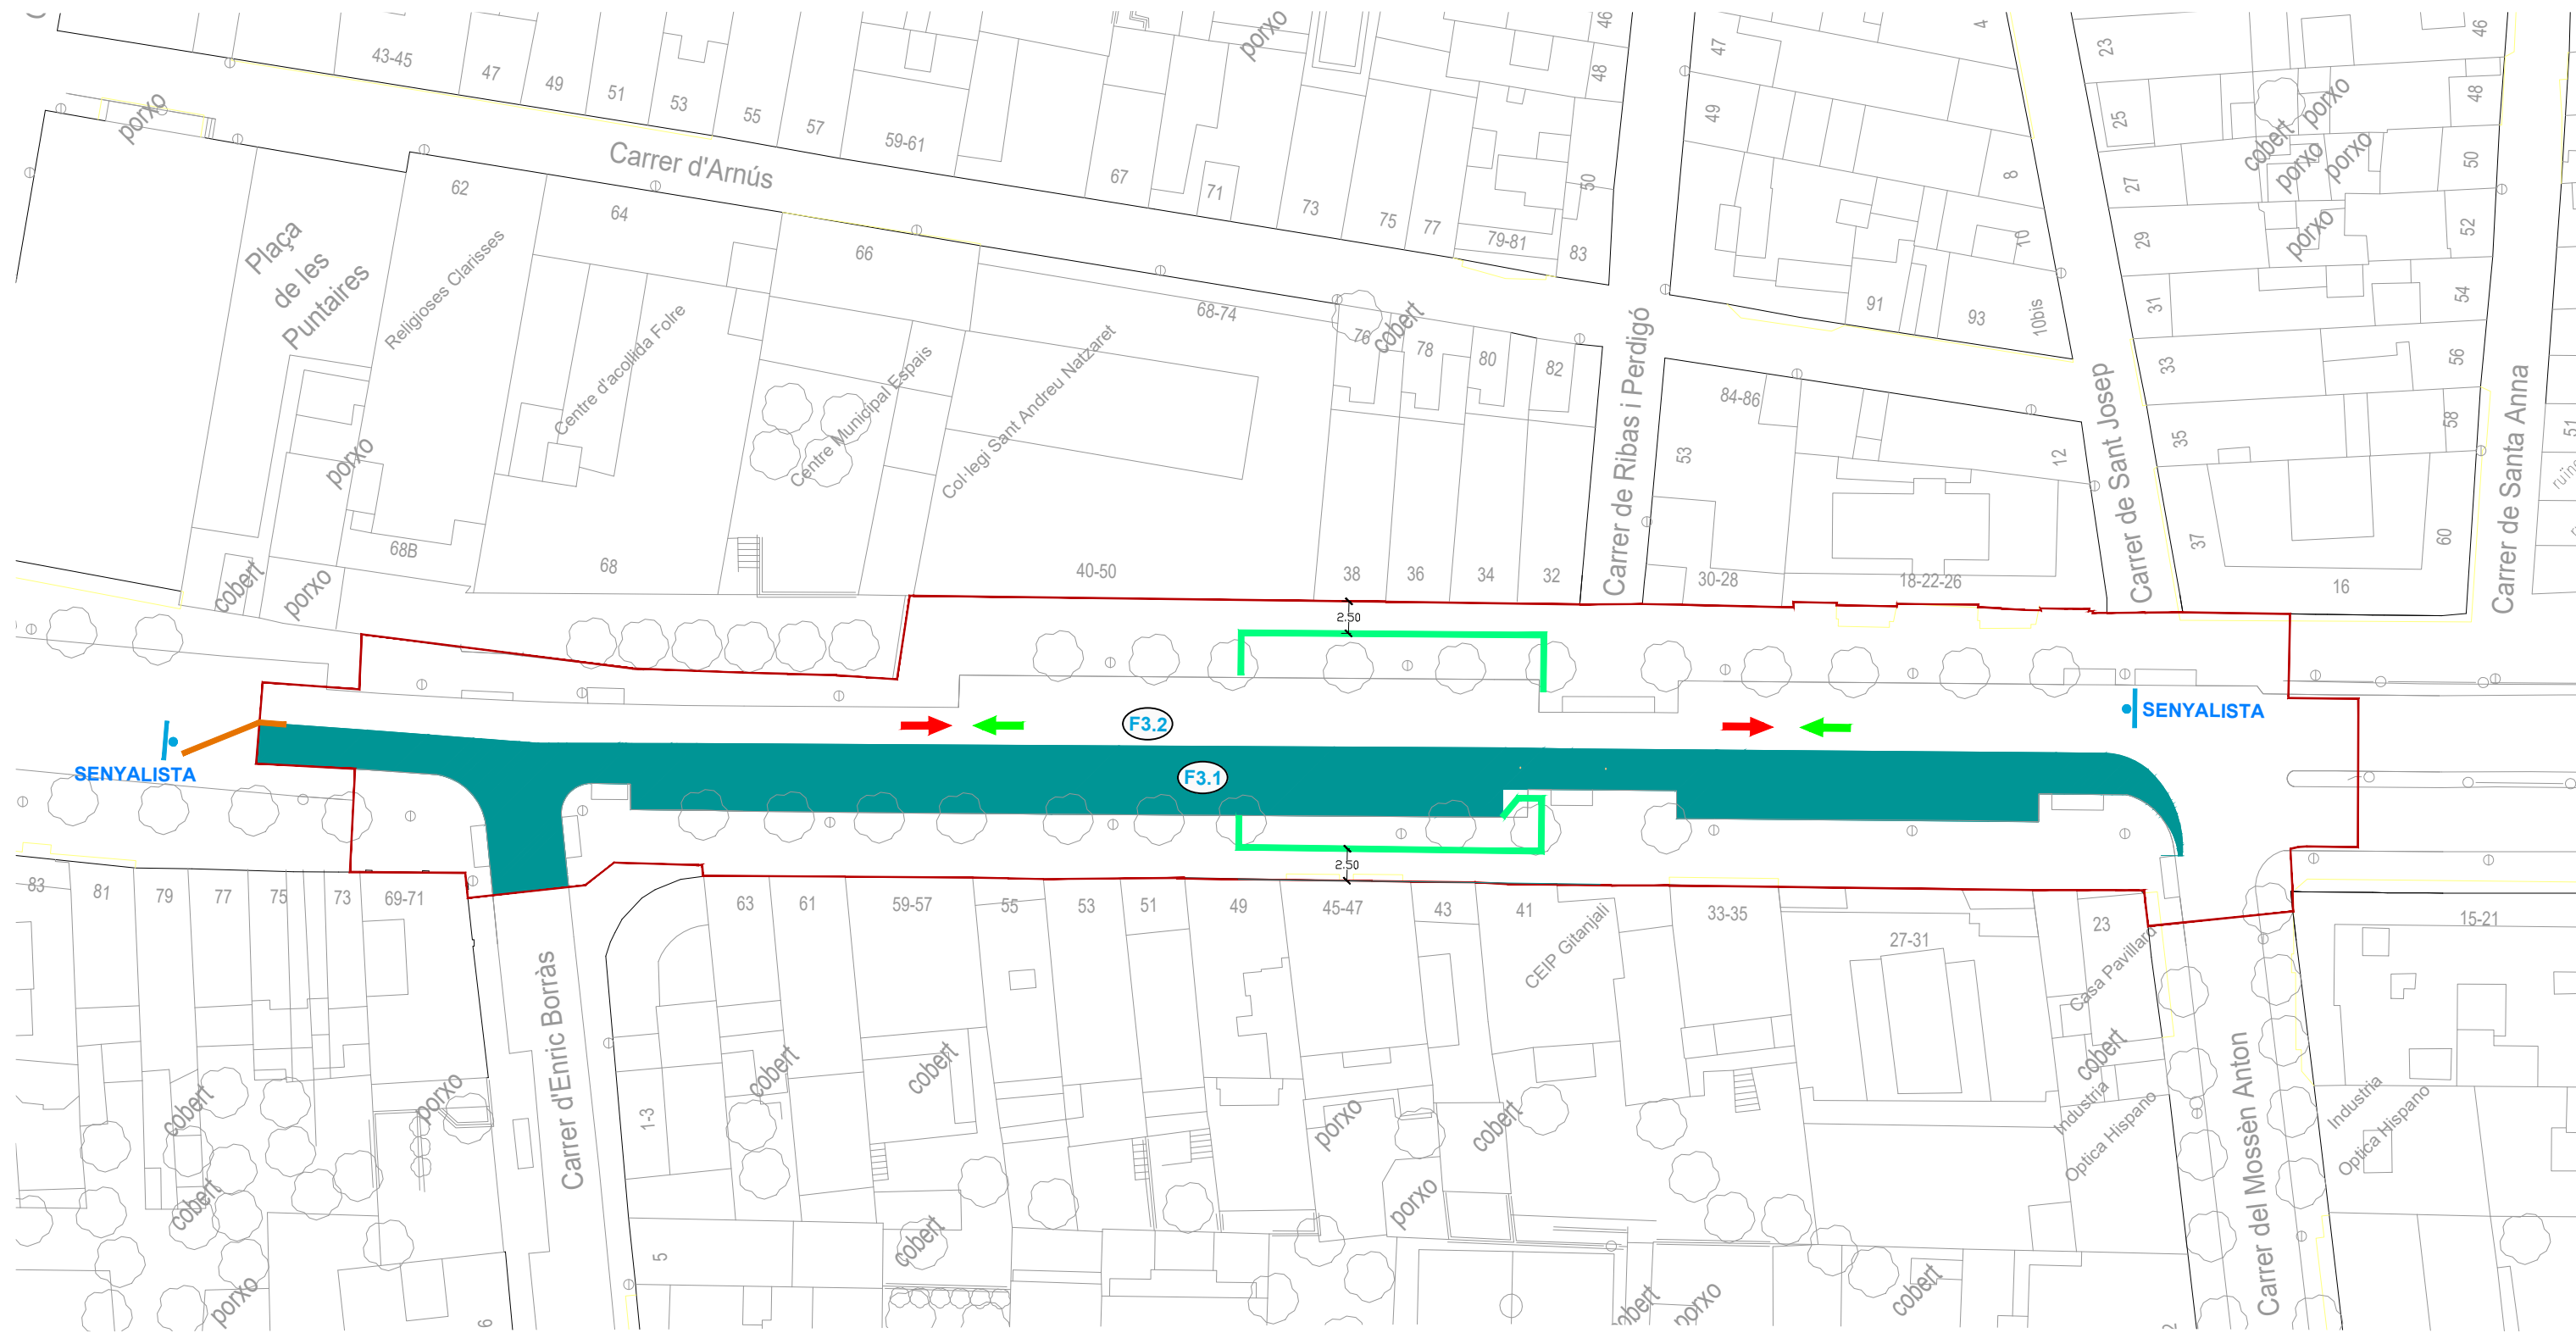 43-45
47
49
51
53
55
57
59-61
67
71
73
75
77
79-81
83
50
48
46
porxo
porxo
Carrer d'Arnús
47
49
4
8
10
10bis
91
93
23
25
27
29
31
33
35
37
46
48
50
52
54
56
58
60
16
51
porxo
cobert
porxo
porxo
porxo
Plaça
de les
Puntaires
62
64
66
68-74
76
78
80
82
84-86
53
12
Religioses Clarisses
Centre d'acollida Folre
Centre Municipal Espais
Col·legi Sant Andreu Natzaret
cobert
Carrer de Ribas i Perdigó
Carrer de Sant Josep
Carrer de Santa Anna
porxo
cobert
porxo
68B
68
40-50
38
36
34
32
30-28
18-22-26
2.50
F3.2
F3.1
SENYALISTA
SENYALISTA
2.50
83
81
79
77
75
73
69-71
63
61
59-57
55
53
51
49
45-47
43
41
33-35
27-31
23
15-21
CEIP Gitanjali
Casa Pavillard
cobert
Industria
Optica Hispano
Industria
Optica Hispano
Carrer d'Enric Borràs
Carrer del Mossèn Anton
1-3
5
6
cobert
cobert
porxo
cobert
cobert
cobert
porxo
cobert
porxo
porxo
cobert
porxo
cobert